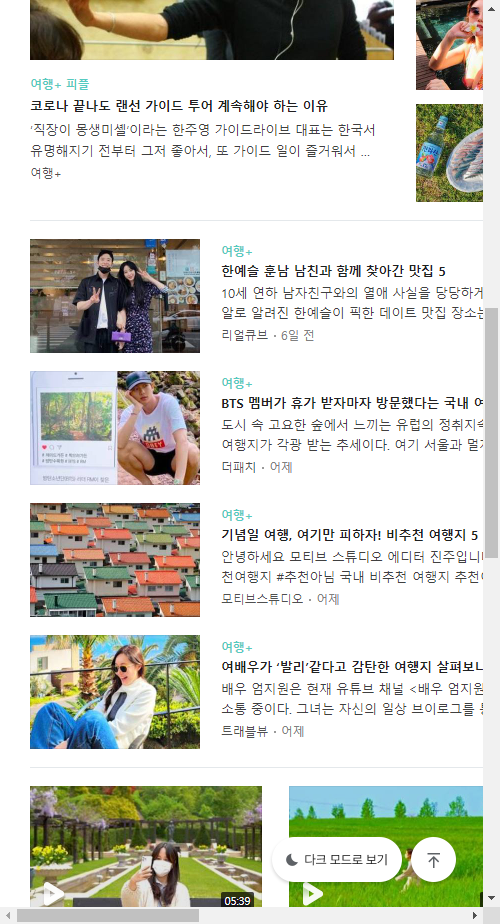 여행+ 피플
코로나 끝나도 랜선 가이드 투어 계속해야 하는 이유
'직장이 몽생미셸'이라는 한주영 가이드라이브 대표는 한국서
유명해지기 전부터 그저 좋아서, 또 가이드 일이 즐거워서 ...
여행+
여행+
한예슬 훈남 남친과 함께 찾아간 맛집 5
10세 연하 남자친구와의 열애 사실을 당당하게
알로 알려진 한예슬이 픽한 데이트 맛집 장소는
리얼큐브 · 6일 전
여행+
BTS 멤버가 휴가 받자마자 방문했다는 국내 여
도시 속 고요한 숲에서 느끼는 유럽의 정취지속
여행지가 각광 받는 추세이다. 여기 서울과 멀지
더패치 · 어제
여행+
기념일 여행, 여기만 피하자! 비추천 여행지 5
안녕하세요 모티브 스튜디오 에디터 진주입니다
천여행지 #추천아님 국내 비추천 여행지 추천여
모티브스튜디오 · 어제
여행+
여배우가 '발리'같다고 감탄한 여행지 살펴보니
배우 엄지원은 현재 유튜브 채널 <배우 엄지원
소통 중이다. 그녀는 자신의 일상 브이로그를
트래블뷰 · 어제
다크 모드로 보기
05:39